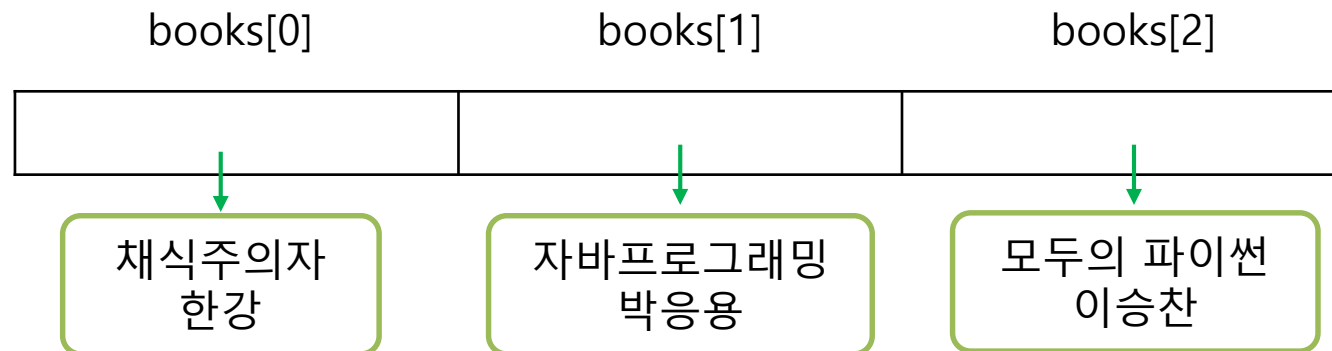 books[0] books[1] books[2]
채식주의자
한강
자바프로그래밍
박응용
모두의 파이썬
이승찬